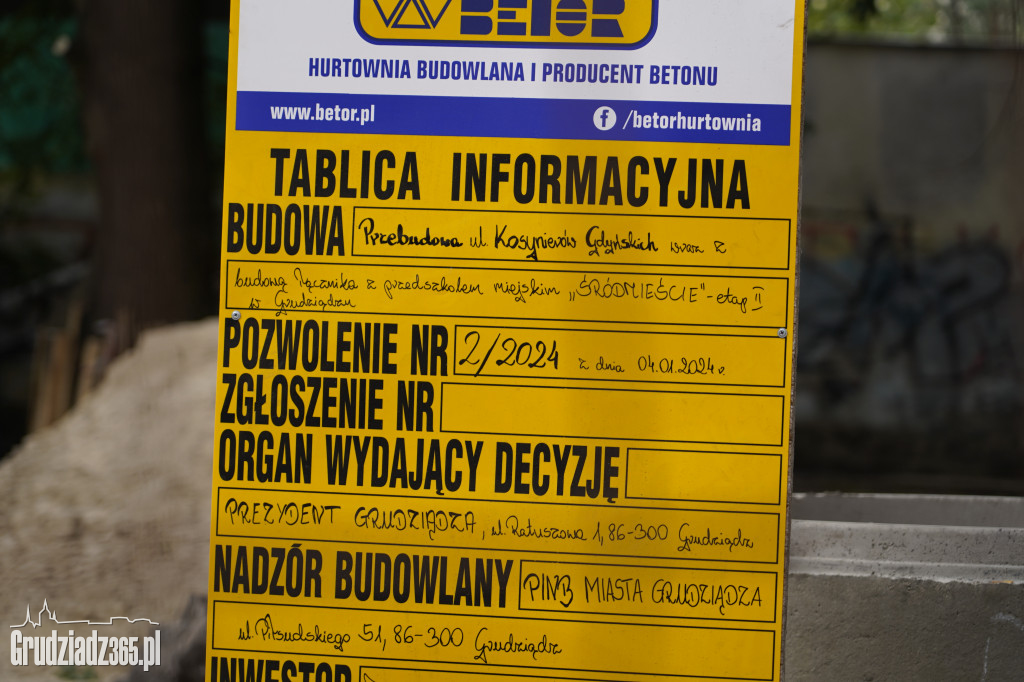 BETOR
HURTOWNIA BUDOWLANA I PRODUCENT BETONU
www.betor.pl f /betorhurtownia
TABLICA INFORMACYJNA
BUDOWA Przebudowa ul. Kosynierów Gdyńskich wraz z
budową łącznika z przedszkolem miejskim „ŚRÓDMIEŚCIE" - etap II
w Grudziądzu
POZWOLENIE NR 2/2024 z dnia 04.01.2024r.
ZGŁOSZENIE NR
ORGAN WYDAJĄCY DECYZJĘ
PREZYDENT GRUDZIĄDZA, ul. Ratuszowa 1, 86-300 Grudziądz
NADZÓR BUDOWLANY PINB MIASTA GRUDZIĄDZA
ul. Piłsudskiego 51, 86-300 Grudziądz
INWESTOR
Grudziadz365.pl